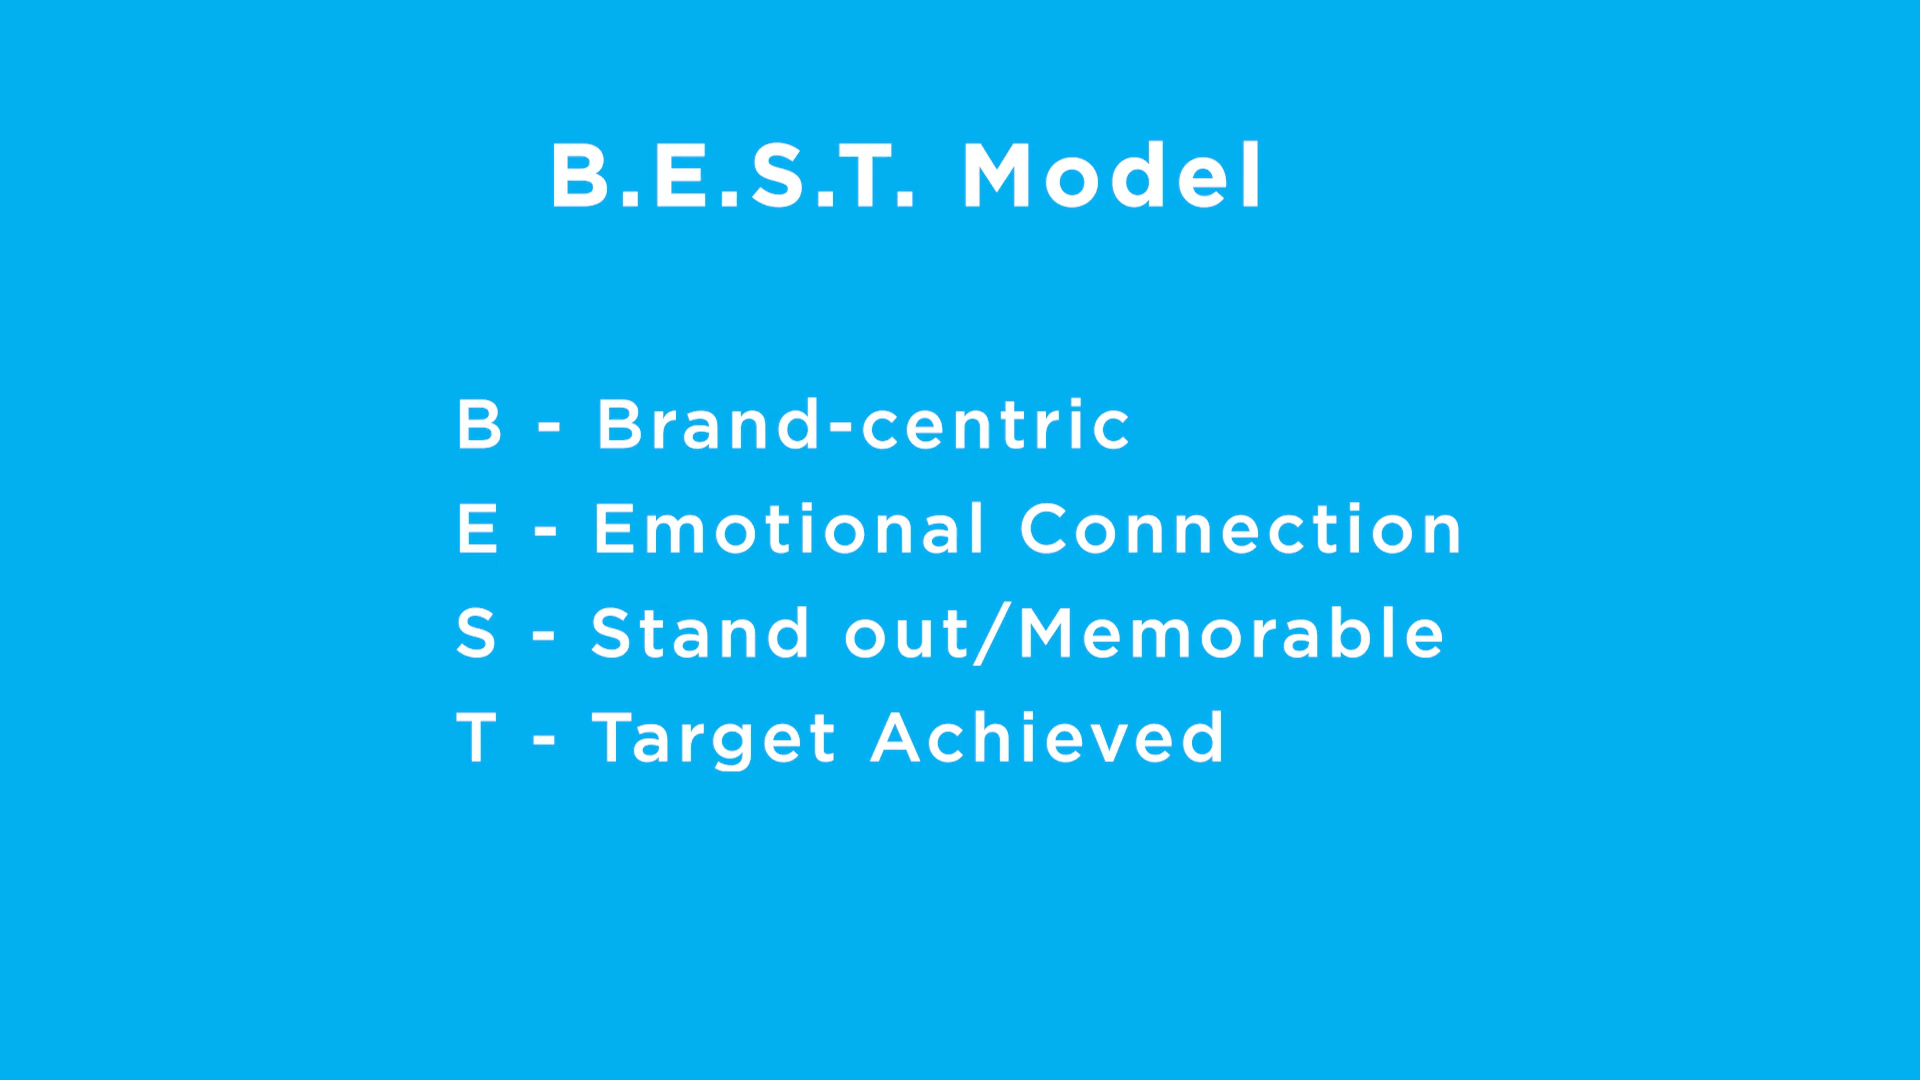 B.E.S.T. Model
B - Brand-centric
E - Emotional Connection
S - Stand out/Memorable
T - Target Achieved